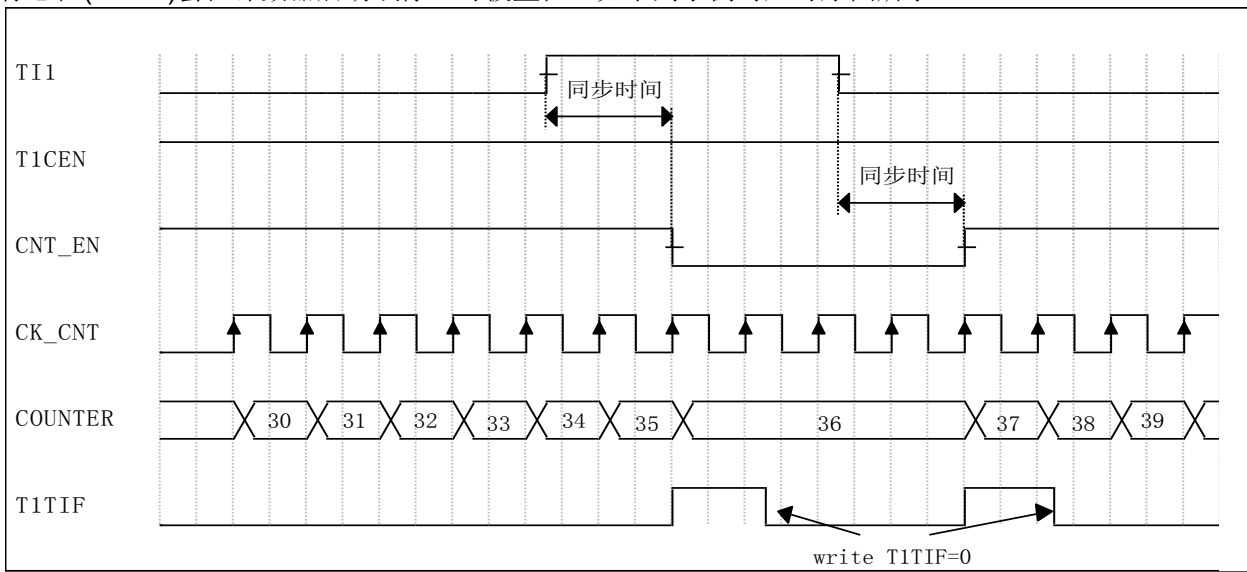 TI1
同步时间
T1CEN
同步时间
CNT_EN
CK_CNT
COUNTER
30 31 32 33 34 35 36 37 38 39
T1TIF
write T1TIF=0